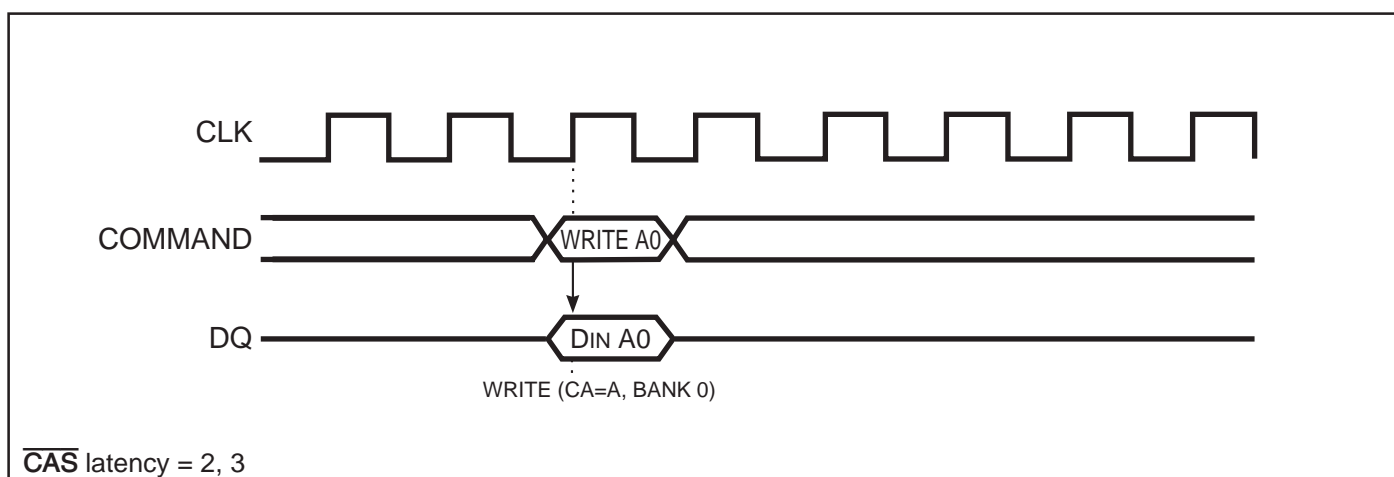 CLK
COMMAND
WRITE A0
DQ
DIN A0
WRITE (CA=A, BANK 0)
CAS latency = 2, 3